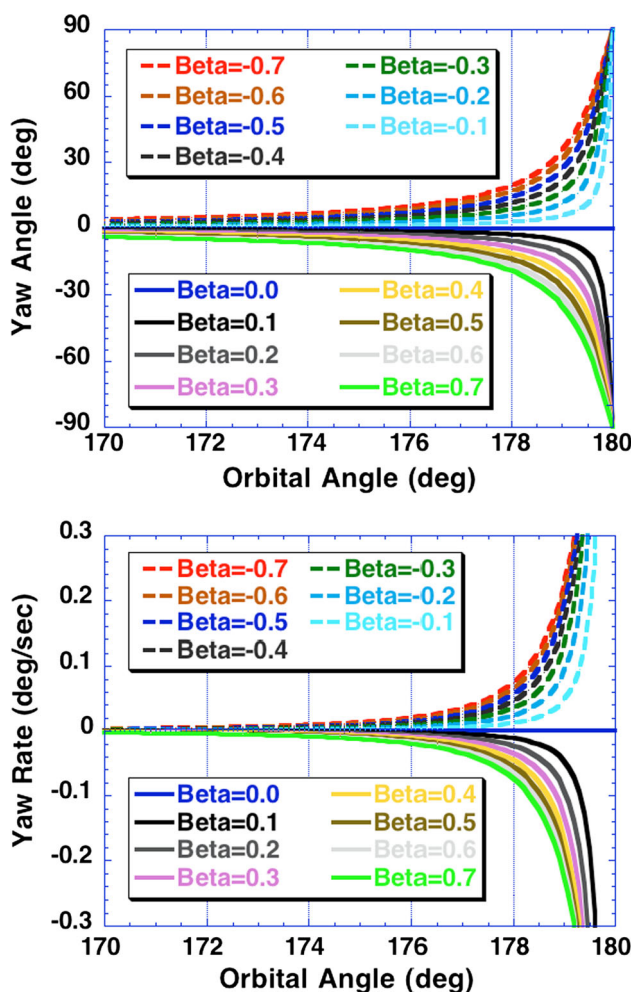 90
60
30
0
-30
-60
-90
Yaw Angle (deg)
Beta=-0.7 Beta=-0.3
Beta=-0.6 Beta=-0.2
Beta=-0.5 Beta=-0.1
Beta=-0.4
Beta=0.0 Beta=0.4
Beta=0.1 Beta=0.5
Beta=0.2 Beta=0.6
Beta=0.3 Beta=0.7
170 172 174 176 178 180
Orbital Angle (deg)
0.3
0.2
0.1
0
-0.1
-0.2
-0.3
Yaw Rate (deg/sec)
Beta=-0.7 Beta=-0.3
Beta=-0.6 Beta=-0.2
Beta=-0.5 Beta=-0.1
Beta=-0.4
Beta=0.0 Beta=0.4
Beta=0.1 Beta=0.5
Beta=0.2 Beta=0.6
Beta=0.3 Beta=0.7
170 172 174 176 178 180
Orbital Angle (deg)